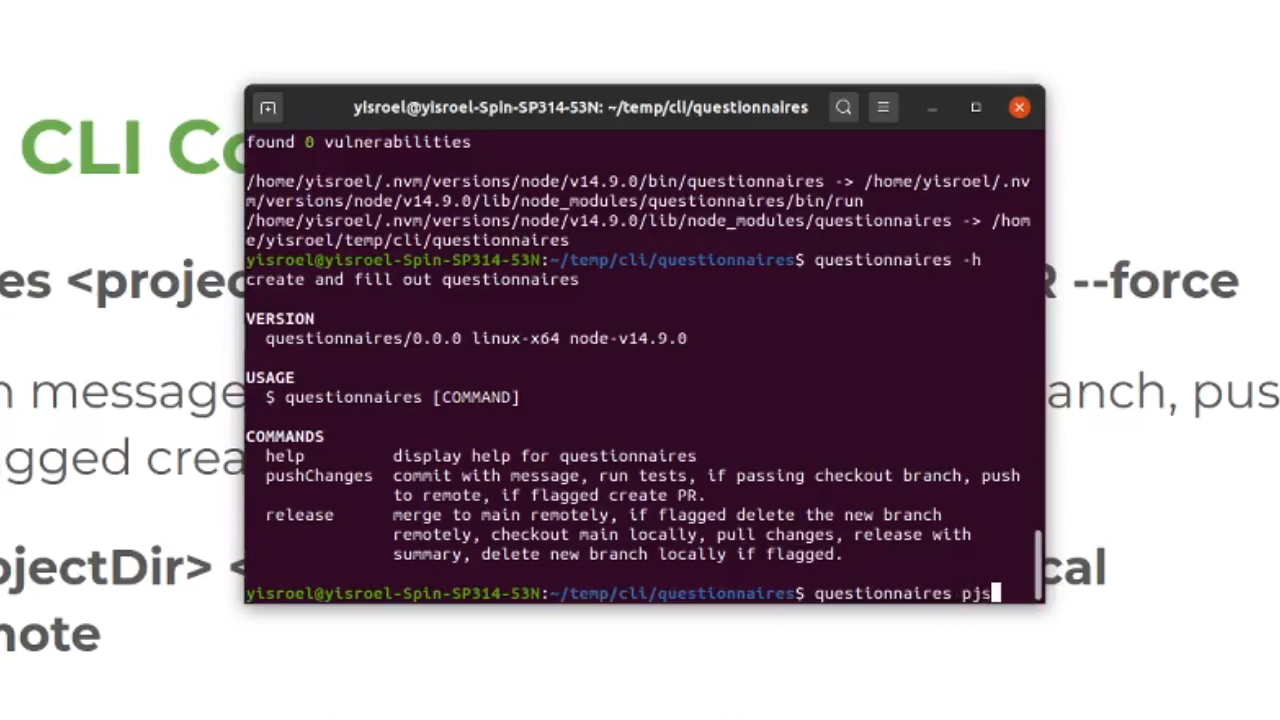 yisroel@yisroel-Spin-SP314-53N: ~/temp/cli/questionnaires
found 0 vulnerabilities
/home/yisroel/.nvm/versions/node/v14.9.0/bin/questionnaires -> /home/yisroel/.nv
m/versions/node/v14.9.0/lib/node_modules/questionnaires/bin/run
/home/yisroel/.nvm/versions/node/v14.9.0/lib/node_modules/questionnaires -> /hom
e/yisroel/temp/cli/questionnaires
yisroel@yisroel-Spin-SP314-53N:~/temp/cli/questionnaires$ questionnaires -h
create and fill out questionnaires
VERSION
questionnaires/0.0.0 linux-x64 node-v14.9.0
USAGE
$ questionnaires [COMMAND]
COMMANDS
help display help for questionnaires
pushChanges commit with message, run tests, if passing checkout branch, push
to remote, if flagged create PR.
release merge to main remotely, if flagged delete the new branch
remotely, checkout main locally, pull changes, release with
summary, delete new branch locally if flagged.
yisroel@yisroel-Spin-SP314-53N:~/temp/cli/questionnaires$ questionnaires pjs
CLI Co
es <projec --force
message anch, pus
gged crea
ojectDir> < cal
note